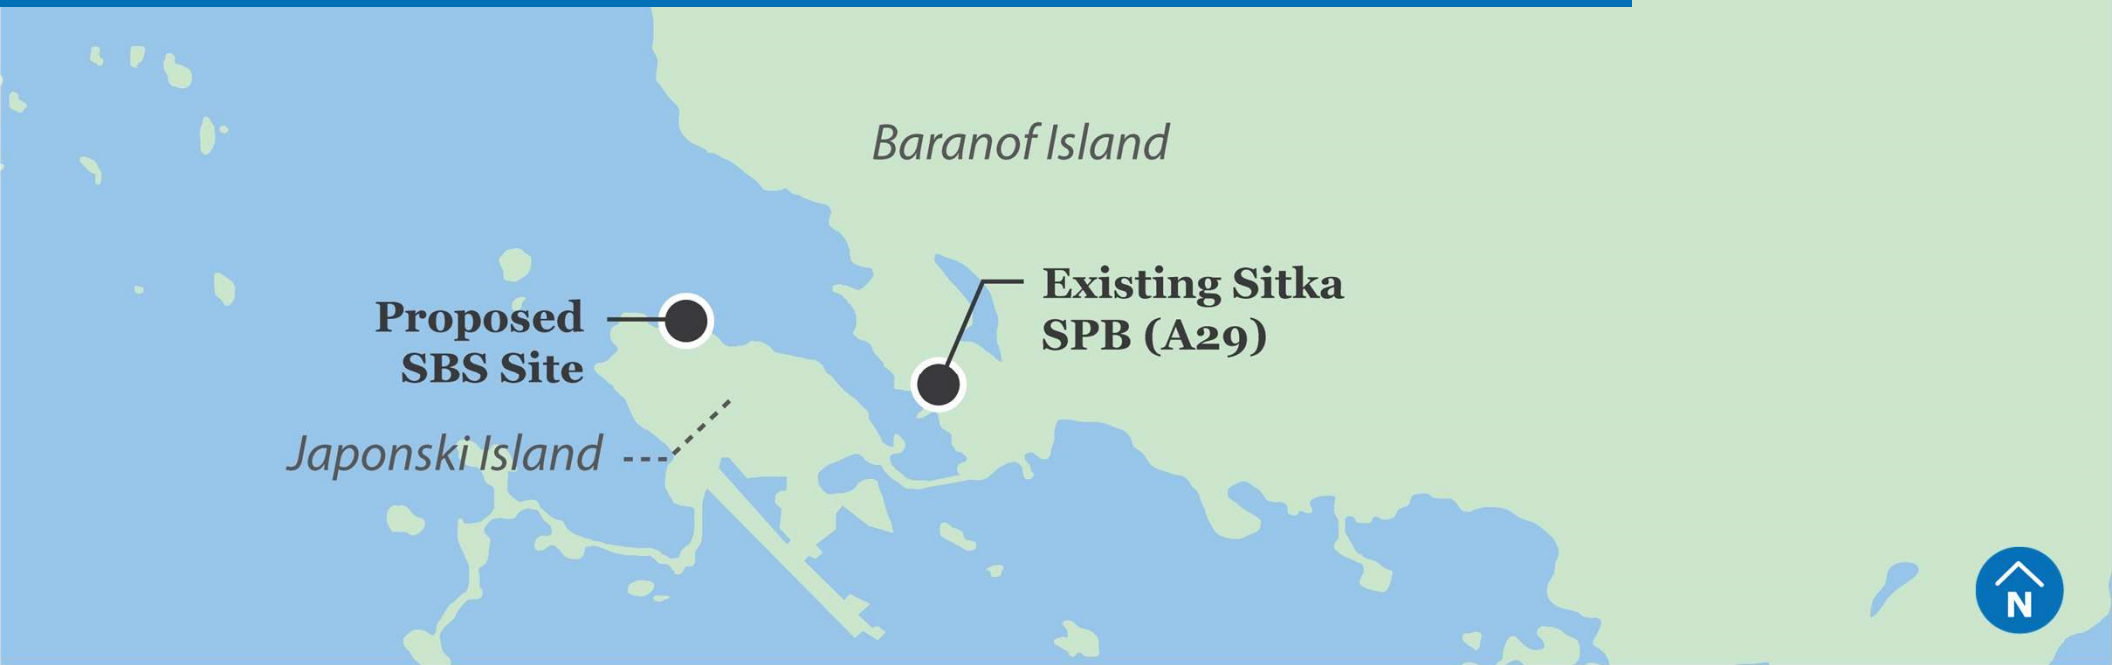 Baranof Island
Existing Sitka
SPB (A29)
Proposed
SBS Site
Japonski Island
N